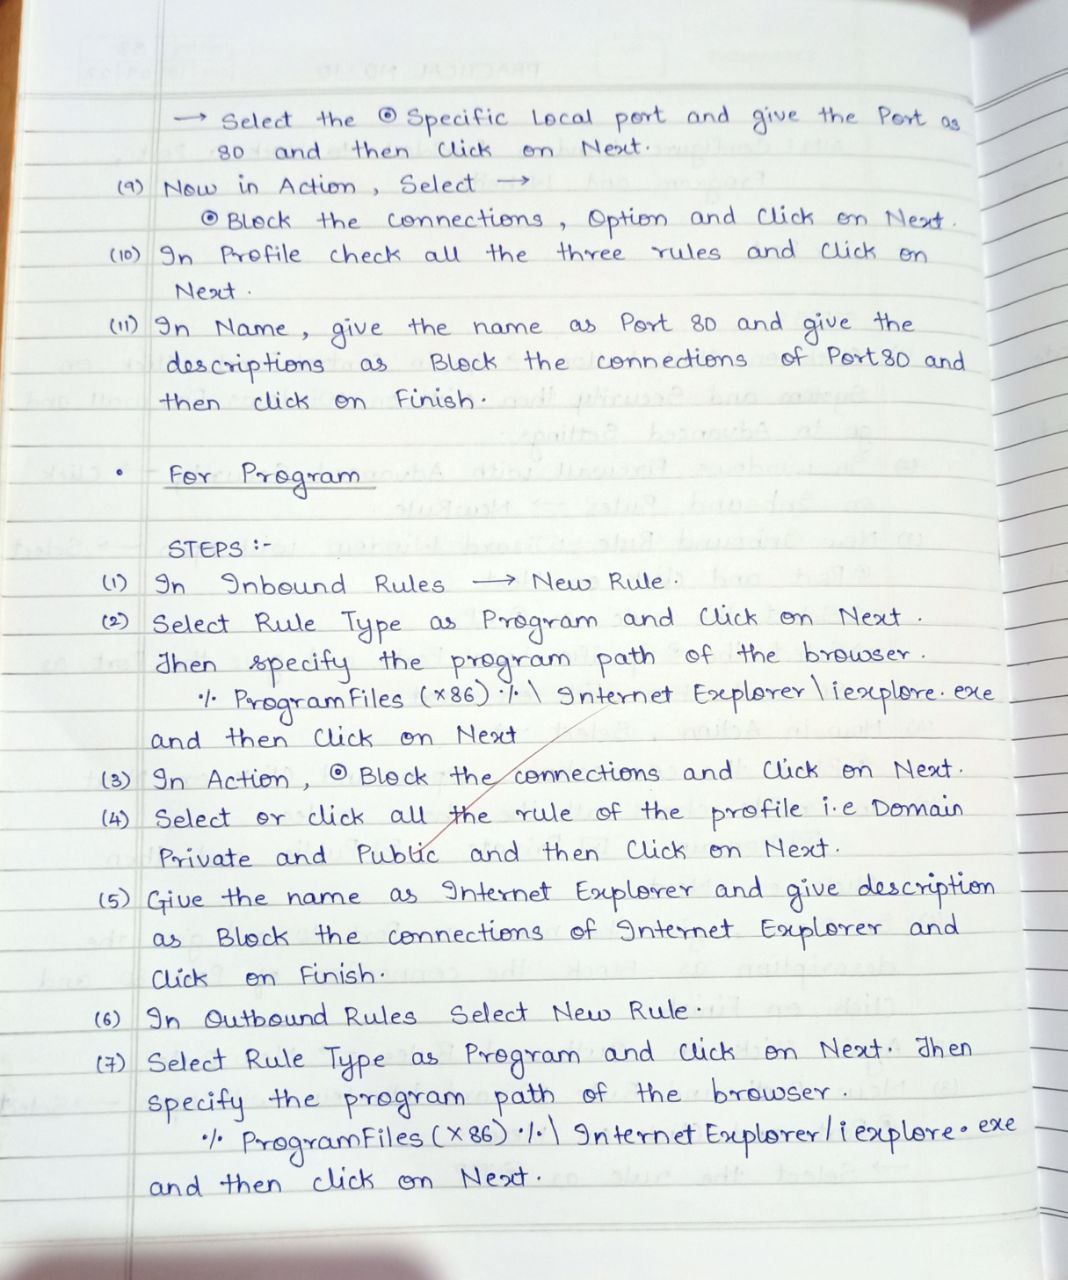 → Select the ⦿ Specific Local port and give the Port as
80 and then Click on Next.
(9) Now in Action, Select →
⦿ Block the connections, Option and Click on Next.
(10) In Profile check all the three rules and Click on
Next.
(11) In Name, give the name as Port 80 and give the
descriptions as Block the connections of Port 80 and
then click on Finish.
• For Program
STEPS :-
(1) In Inbound Rules → New Rule.
(2) Select Rule Type as Program and Click on Next.
Then specify the program path of the browser.
% ProgramFiles (x86) % \ Internet Explorer \ iexplore.exe
and then Click on Next
(3) In Action, ⦿ Block the connections and Click on Next.
(4) Select or click all the rule of the profile i.e Domain
Private and Public and then Click on Next.
(5) Give the name as Internet Explorer and give description
as Block the connections of Internet Explorer and
Click on Finish.
(6) In Outbound Rules Select New Rule.
(7) Select Rule Type as Program and click on Next. Then
specify the program path of the browser.
% ProgramFiles (x86) % \ Internet Explorer / iexplore.exe
and then click on Next.